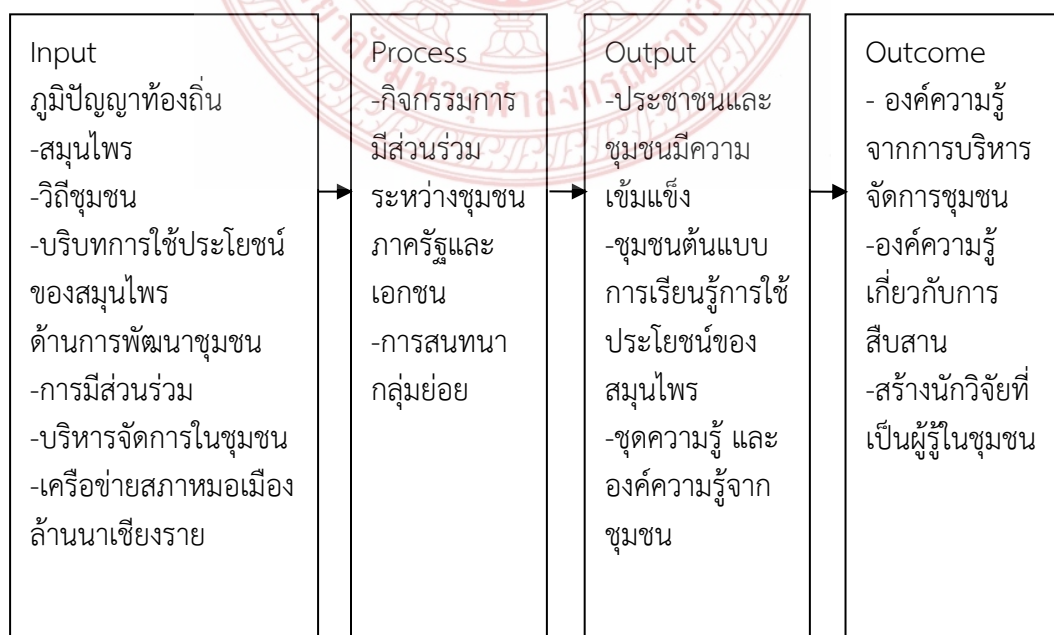 Input
ภูมิปัญญาท้องถิ่น
-สมุนไพร
-วิถีชุมชน
-บริบทการใช้ประโยชน์
ของสมุนไพร
ด้านการพัฒนาชุมชน
-การมีส่วนร่วม
-บริหารจัดการในชุมชน
-เครือข่ายสภาหมอเมือง
ล้านนาเชียงราย
Process
-กิจกรรมการ
มีส่วนร่วม
ระหว่างชุมชน
ภาครัฐและ
เอกชน
-การสนทนา
กลุ่มย่อย
Output
-ประชาชนและ
ชุมชนมีความ
เข้มแข็ง
-ชุมชนต้นแบบ
การเรียนรู้การใช้
ประโยชน์ของ
สมุนไพร
-ชุดความรู้ และ
องค์ความรู้จาก
ชุมชน
Outcome
- องค์ความรู้
จากการบริหาร
จัดการชุมชน
-องค์ความรู้
เกี่ยวกับการ
สืบสาน
-สร้างนักวิจัยที่
เป็นผู้รู้ในชุมชน